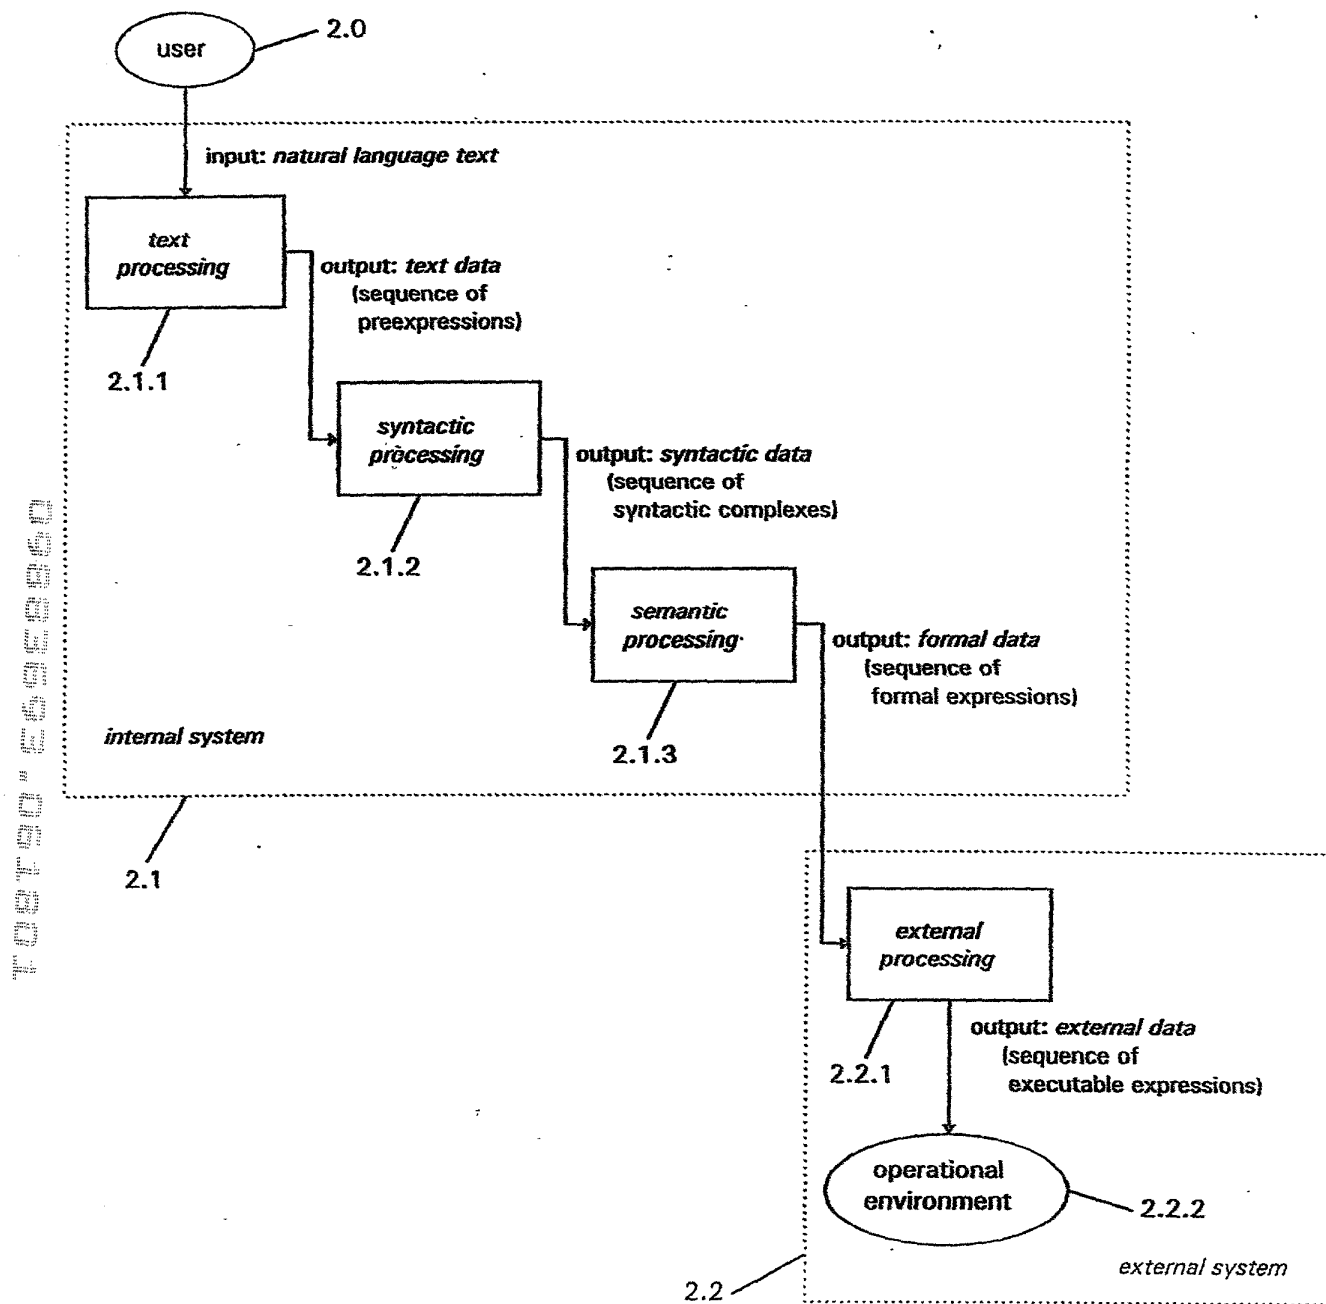 user
2.0
input: natural language text
text
processing
output: text data
(sequence of
preexpressions)
2.1.1
syntactic
processing
output: syntactic data
(sequence of
syntactic complexes)
2.1.2
semantic
processing
output: formal data
(sequence of
formal expressions)
2.1.3
internal system
2.1
external
processing
output: external data
(sequence of
executable expressions)
2.2.1
operational
environment
2.2.2
external system
2.2